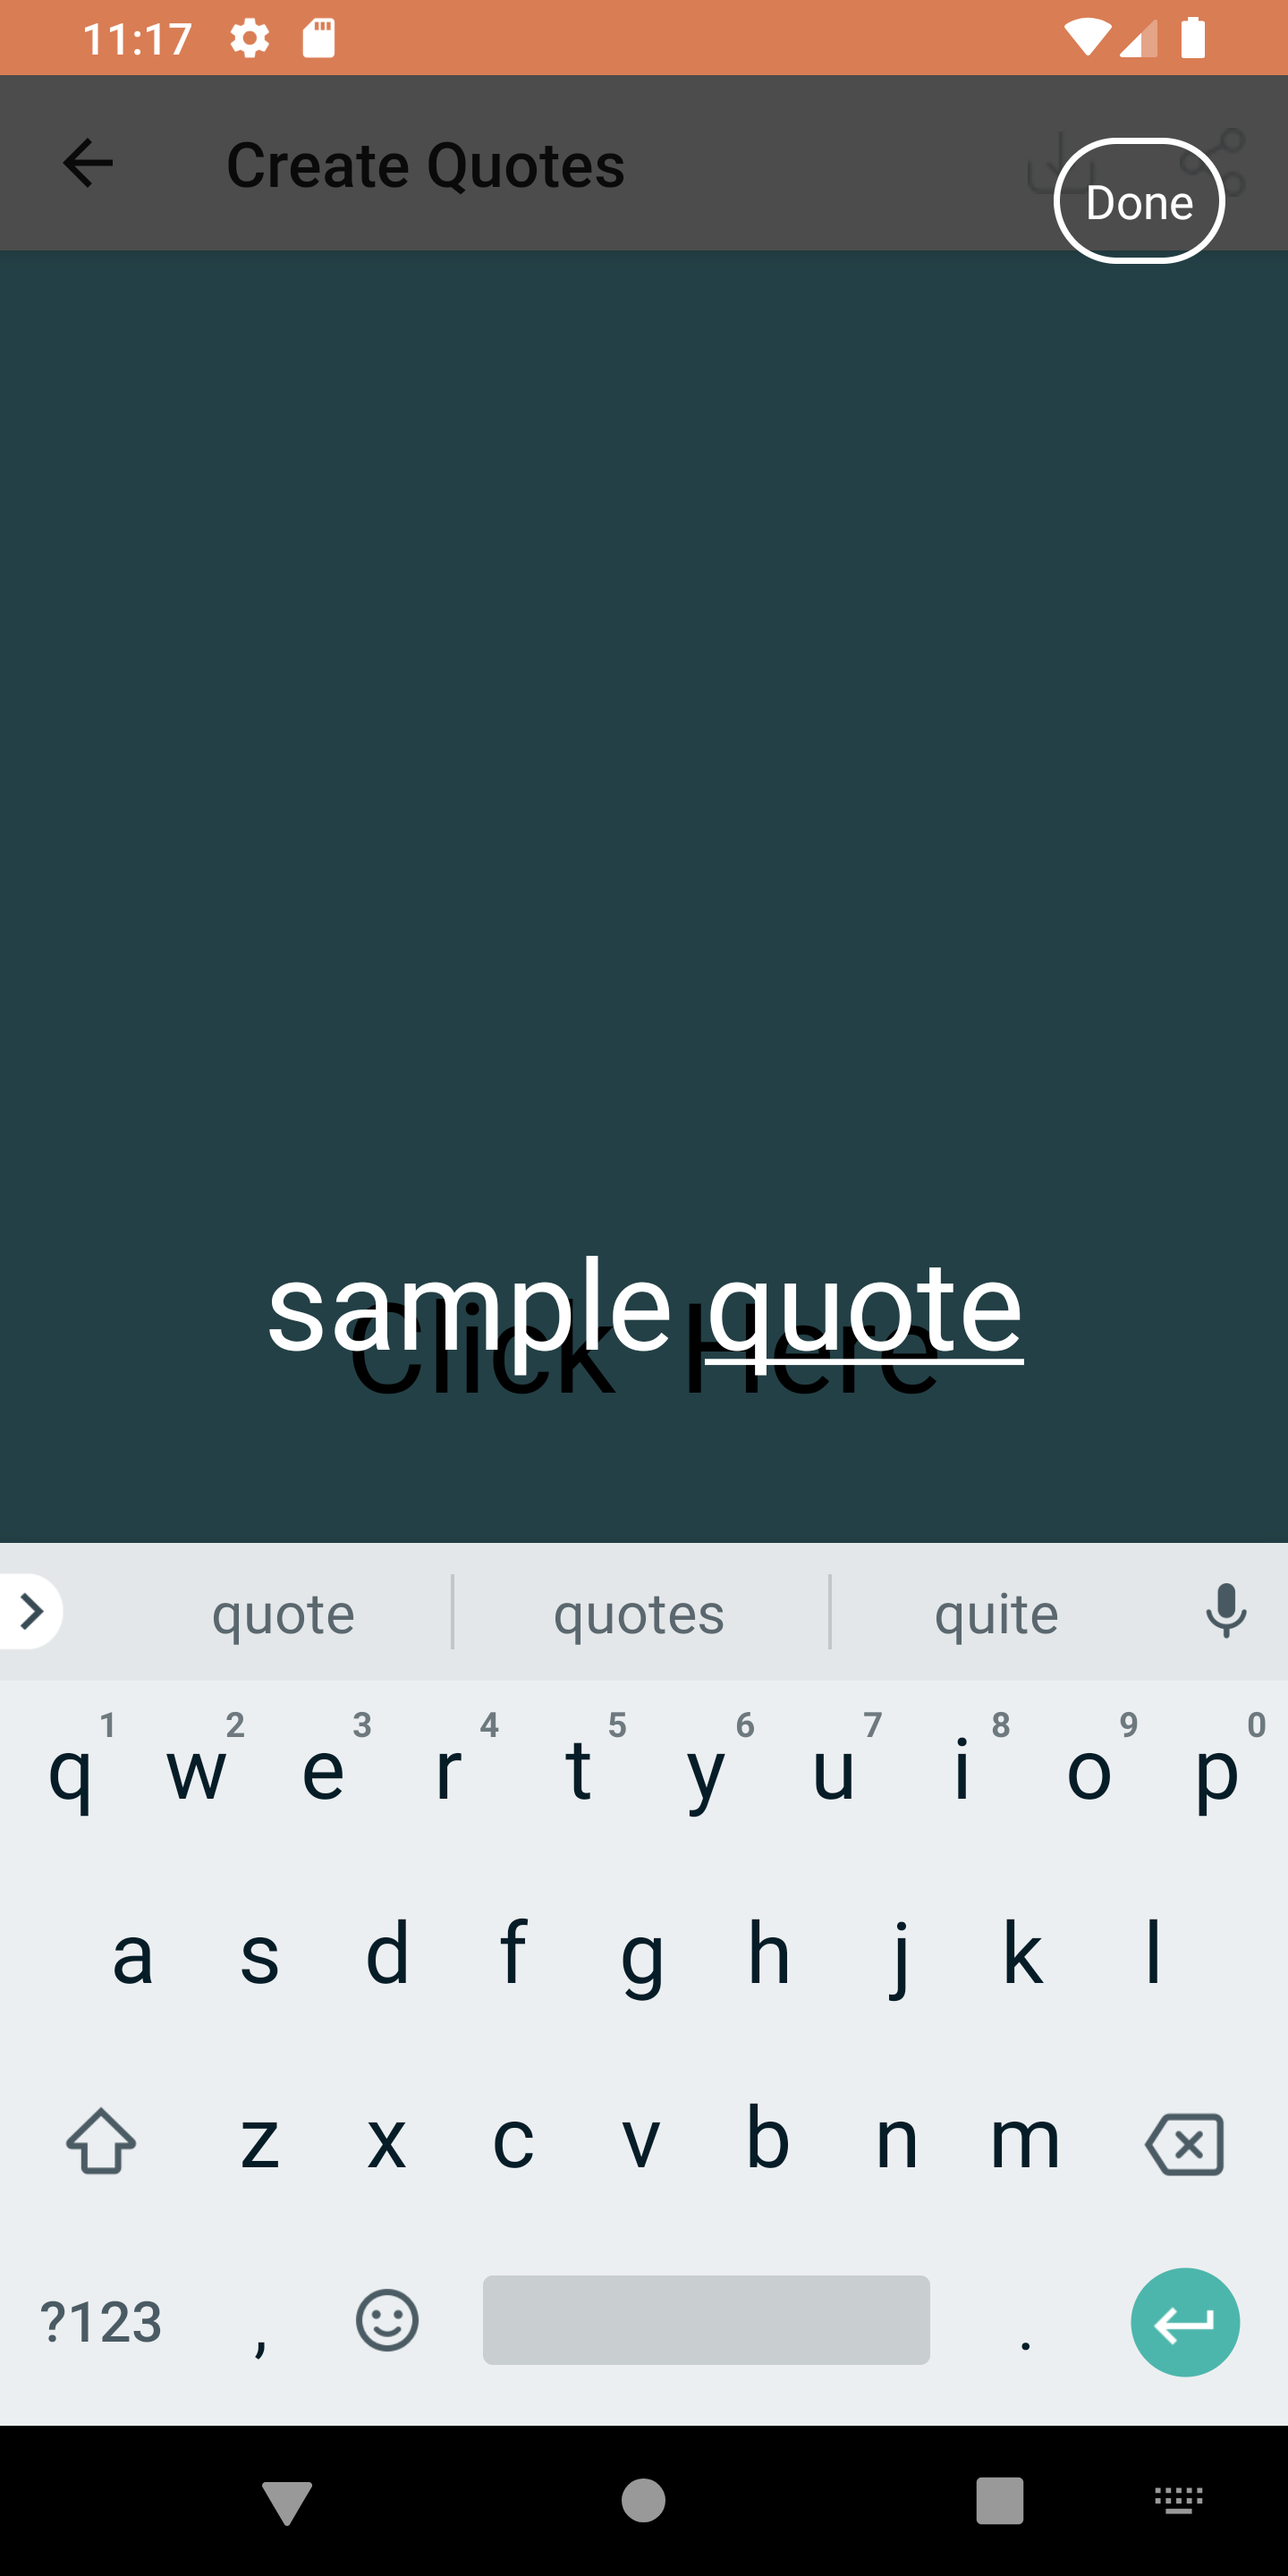 11:17
Create Quotes
Done
sample quote
Click Here
quote quotes quite
1 2 3 4 5 6 7 8 9 0
q w e r t y u i o p
a s d f g h j k l
z x c v b n m
?123 , .